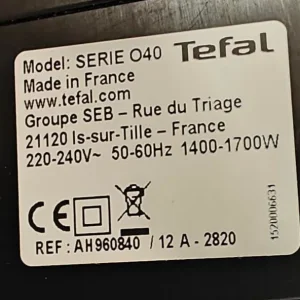 Model: SERIE O40 Tefal
Made in France
www.tefal.com
Groupe SEB – Rue du Triage
21120 Is-sur-Tille – France
220-240V~ 50-60Hz 1400-1700W
CE
REF : AH960840 / 12 A - 2820
1520006631